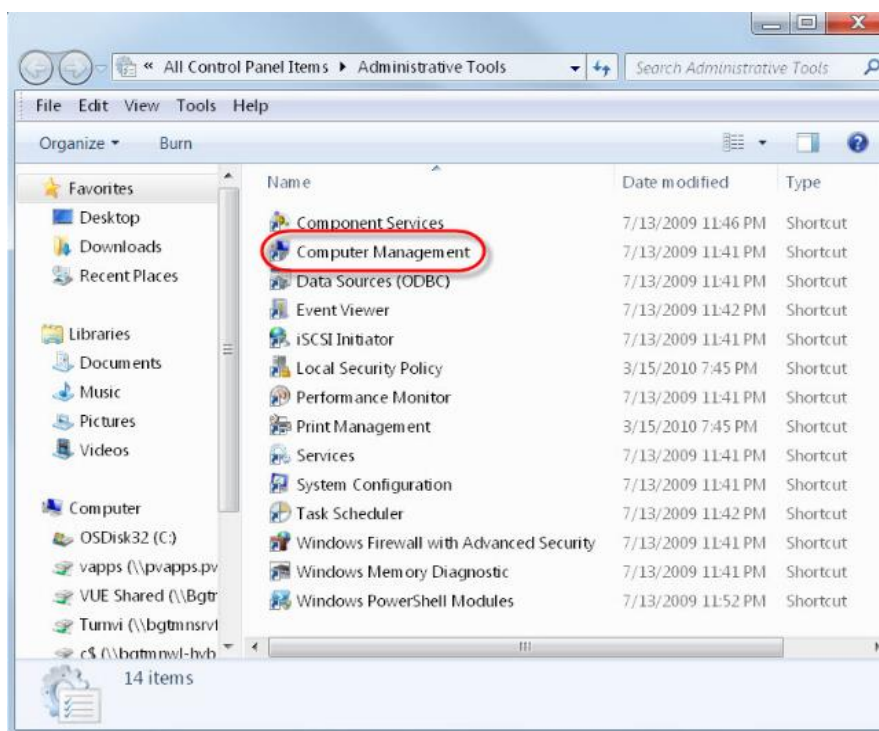 « All Control Panel Items ▸ Administrative Tools
Search Administrative Tools
File Edit View Tools Help
Organize Burn
Favorites
Desktop
Downloads
Recent Places
Libraries
Documents
Music
Pictures
Videos
Computer
OSDisk32 (C:)
vapps (\\pvapps.pv
VUE Shared (\\Bgtr
Name Date modified Type
Component Services 7/13/2009 11:46 PM Shortcut
Computer Management 7/13/2009 11:41 PM Shortcut
Data Sources (ODBC) 7/13/2009 11:41 PM Shortcut
Event Viewer 7/13/2009 11:42 PM Shortcut
iSCSI Initiator 7/13/2009 11:41 PM Shortcut
Local Security Policy 3/15/2010 7:45 PM Shortcut
Performance Monitor 7/13/2009 11:41 PM Shortcut
Print Management 3/15/2010 7:45 PM Shortcut
Services 7/13/2009 11:41 PM Shortcut
System Configuration 7/13/2009 11:41 PM Shortcut
Task Scheduler 7/13/2009 11:42 PM Shortcut
Windows Firewall with Advanced Security 7/13/2009 11:41 PM Shortcut
Windows Memory Diagnostic 7/13/2009 11:41 PM Shortcut
Windows PowerShell Modules 7/13/2009 11:52 PM Shortcut
14 items